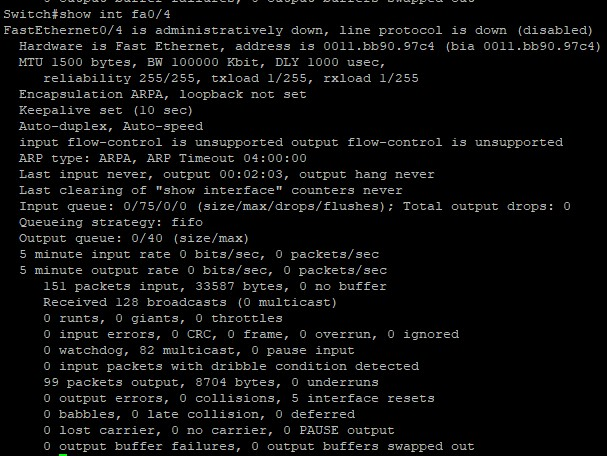 0 output buffer failures, 0 output buffers swapped out
Switch#show int fa0/4
FastEthernet0/4 is administratively down, line protocol is down (disabled)
Hardware is Fast Ethernet, address is 0011.bb90.97c4 (bia 0011.bb90.97c4)
MTU 1500 bytes, BW 100000 Kbit, DLY 1000 usec,
reliability 255/255, txload 1/255, rxload 1/255
Encapsulation ARPA, loopback not set
Keepalive set (10 sec)
Auto-duplex, Auto-speed
input flow-control is unsupported output flow-control is unsupported
ARP type: ARPA, ARP Timeout 04:00:00
Last input never, output 00:02:03, output hang never
Last clearing of "show interface" counters never
Input queue: 0/75/0/0 (size/max/drops/flushes); Total output drops: 0
Queueing strategy: fifo
Output queue: 0/40 (size/max)
5 minute input rate 0 bits/sec, 0 packets/sec
5 minute output rate 0 bits/sec, 0 packets/sec
151 packets input, 33587 bytes, 0 no buffer
Received 128 broadcasts (0 multicast)
0 runts, 0 giants, 0 throttles
0 input errors, 0 CRC, 0 frame, 0 overrun, 0 ignored
0 watchdog, 82 multicast, 0 pause input
0 input packets with dribble condition detected
99 packets output, 8704 bytes, 0 underruns
0 output errors, 0 collisions, 5 interface resets
0 babbles, 0 late collision, 0 deferred
0 lost carrier, 0 no carrier, 0 PAUSE output
0 output buffer failures, 0 output buffers swapped out